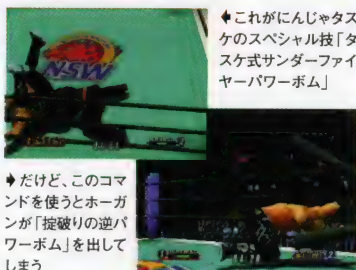 ♦これがにんじゃタス
ケのスペシャル技「タ
スケ式サンダーファイ
ヤーパワーボム」
NSW
♦だけど、このコマ
ンドを使うとホーガ
ンが「掟破りの逆パ
ワーボム」を出して
しまう